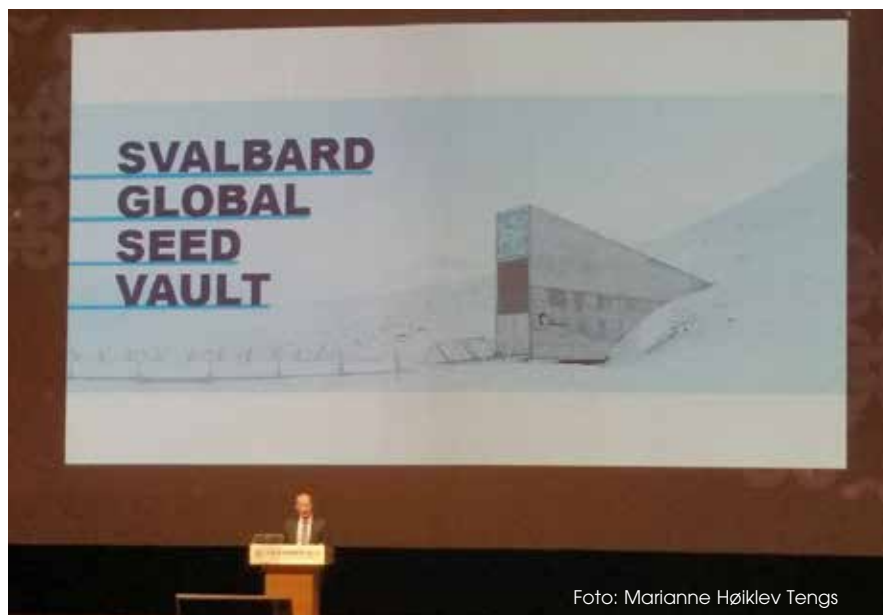 SVALBARD
GLOBAL
SEED
VAULT
Foto: Marianne Høiklev Tengs